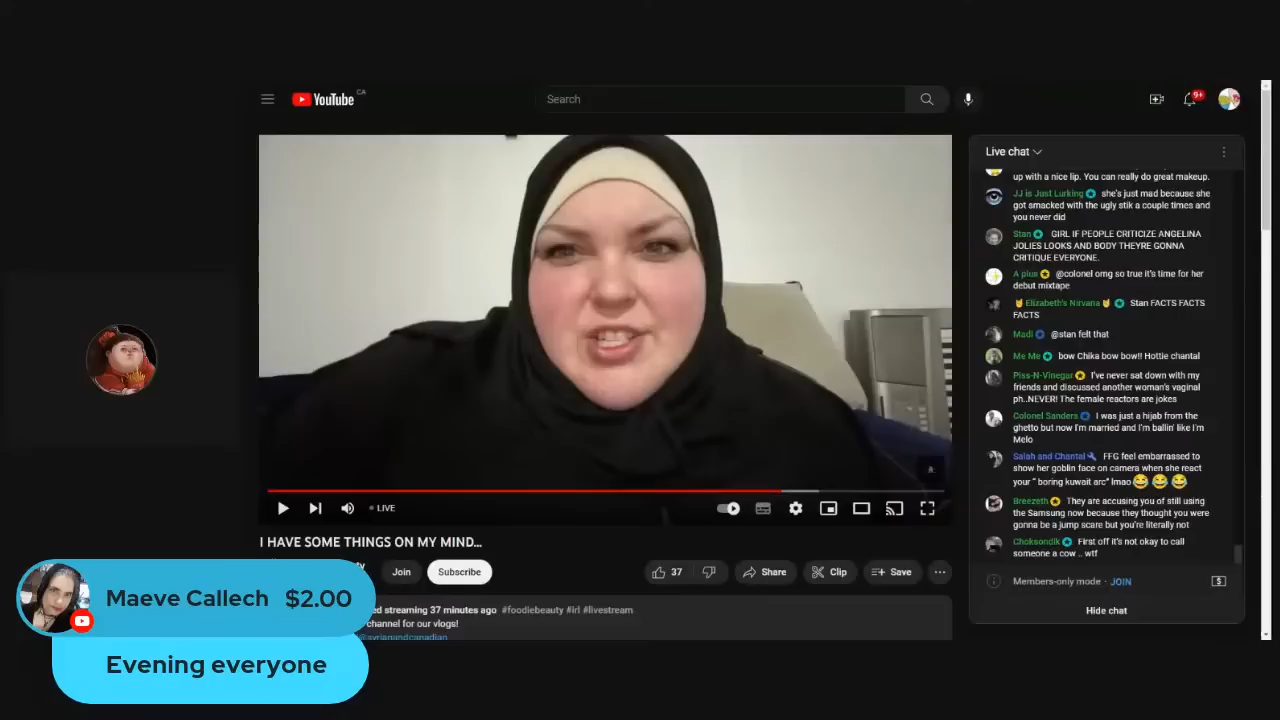 YouTube CA
Search
9+
Live chat
up with a nice lip. You can really do great makeup.
JJ is Just Lurking she's just mad because she
got smacked with the ugly stik a couple times and
you never did
Stan GIRL IF PEOPLE CRITICIZE ANGELINA
JOLIES LOOKS AND BODY THEYRE GONNA
CRITIQUE EVERYONE.
A plus @colonel omg so true it's time for her
debut mixtape
Elizabeth's Nirvana Stan FACTS FACTS
FACTS
Madi @stan felt that
Me Me bow Chika bow bow!! Hottie chantal
Piss-N-Vinegar I've never sat down with my
friends and discussed another woman's vaginal
ph..NEVER! The female reactors are jokes
Colonel Sanders I was just a hijab from the
ghetto but now I'm married and I'm ballin' like I'm
Melo
Salah and Chantal FFG feel embarrassed to
show her goblin face on camera when she react
your " boring kuwait arc" lmao
Breezeth They are accusing you of still using
the Samsung now because they thought you were
gonna be a jump scare but you're literally not
Choksondik First off it's not okay to call
someone a cow .. wtf
Members-only mode · JOIN
Hide chat
LIVE
I HAVE SOME THINGS ON MY MIND...
Join
Subscribe
37
Share
Clip
Save
ed streaming 37 minutes ago #foodiebeauty #irl #livestream
channel for our vlogs!
@syrianandcanadian
Maeve Callech $2.00
Evening everyone